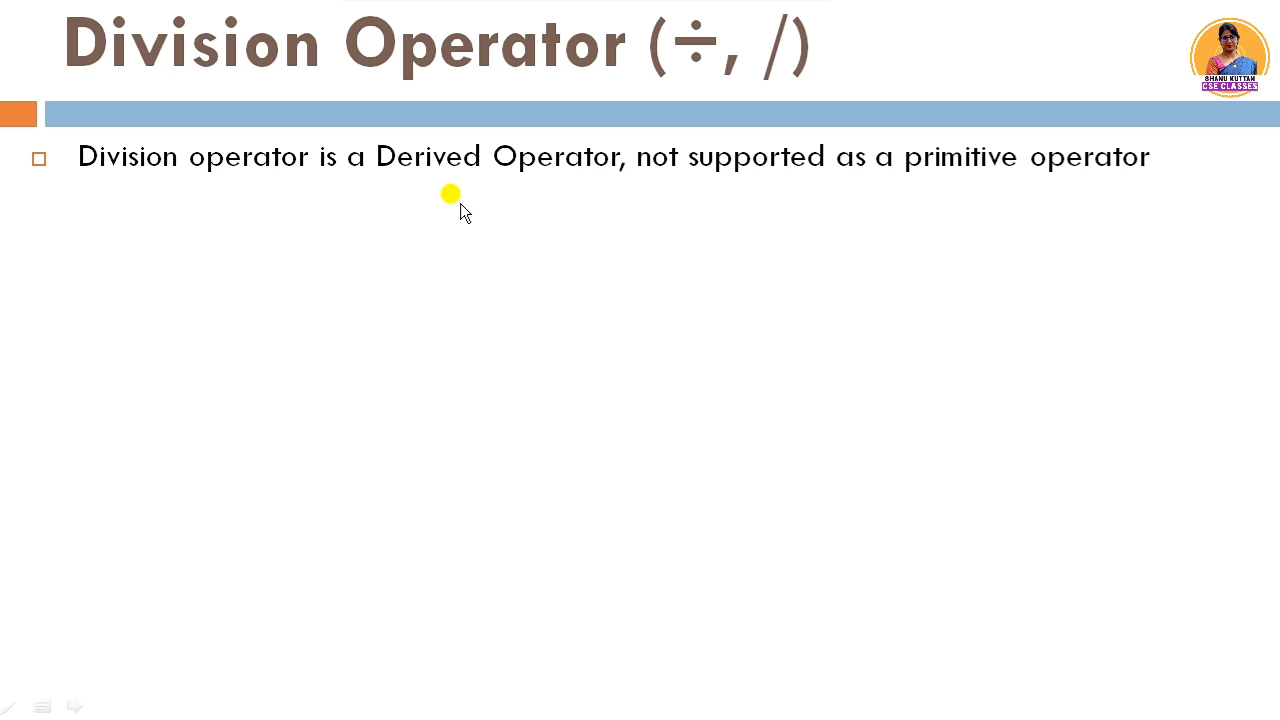 Division Operator (÷, /)
BHANU KUTTAN
CSE CLASSES
Division operator is a Derived Operator, not supported as a primitive operator